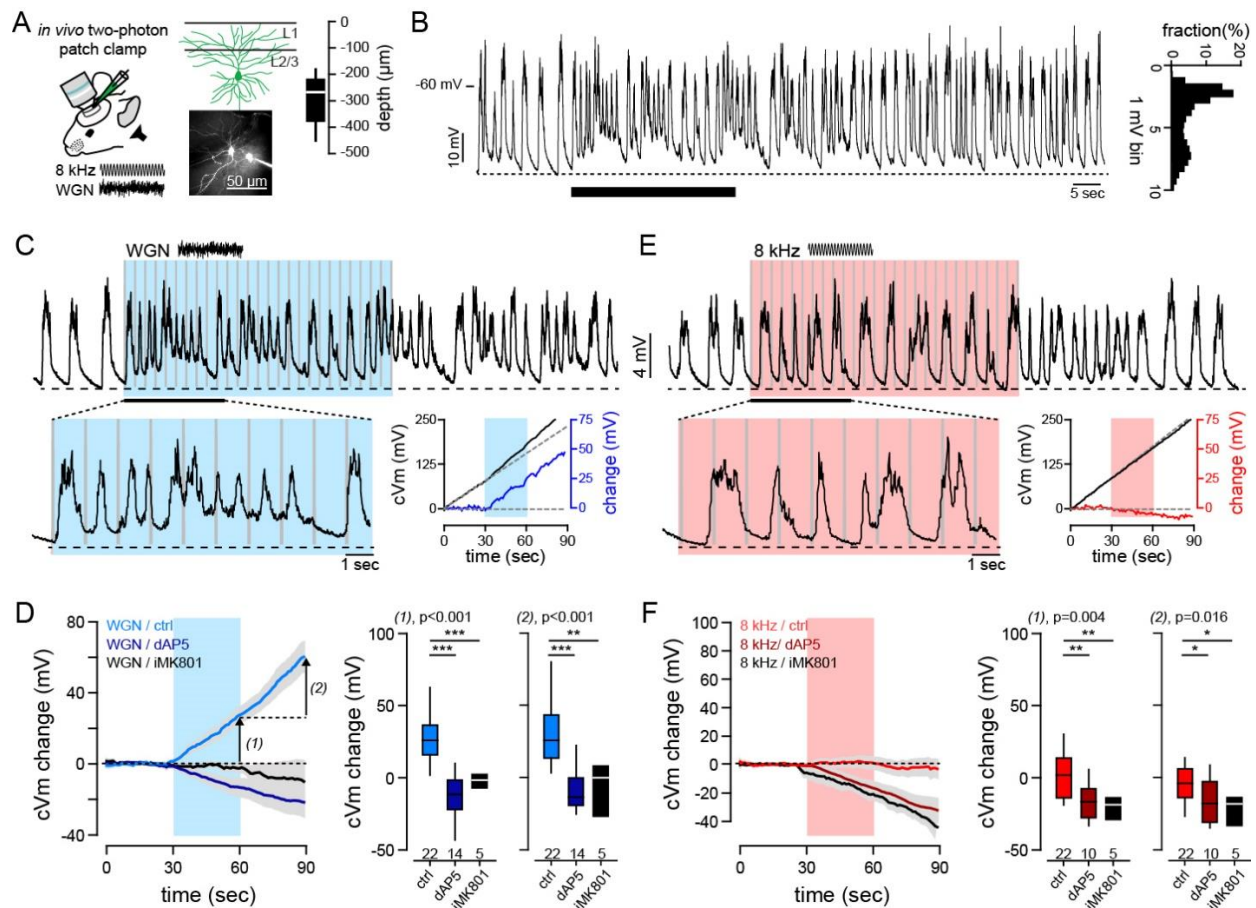 A
in vivo two-photon
patch clamp
8 kHz
WGN
L1
L2/3
50 µm
0
-100
-200
-300
-400
-500
depth (µm)
B
-60 mV
10 mV
5 sec
fraction(%)
0 10 20
0
5
10
1 mV bin
C
WGN
1 sec
250
125
0
cVm (mV)
75
50
25
0
change (mV)
0 30 60 90
time (sec)
E
8 kHz
4 mV
1 sec
250
125
0
cVm (mV)
75
50
25
0
change (mV)
0 30 60 90
time (sec)
D
WGN / ctrl
WGN / dAP5
WGN / iMK801
80
60
40
20
0
-20
-40
cVm change (mV)
(1)
(2)
0 30 60 90
time (sec)
(1), p<0.001
***
***
100
50
0
-50
cVm change (mV)
22 14 5
ctrl
dAP5
iMK801
(2), p<0.001
**
***
22 14 5
ctrl
dAP5
iMK801
F
8 kHz / ctrl
8 kHz/ dAP5
8 kHz / iMK801
100
80
60
40
20
0
-20
-40
cVm change (mV)
0 30 60 90
time (sec)
(1) p=0.004
**
**
100
50
0
-50
cVm change (mV)
22 10 5
ctrl
dAP5
iMK801
(2), p=0.016
*
*
22 10 5
ctrl
dAP5
iMK801